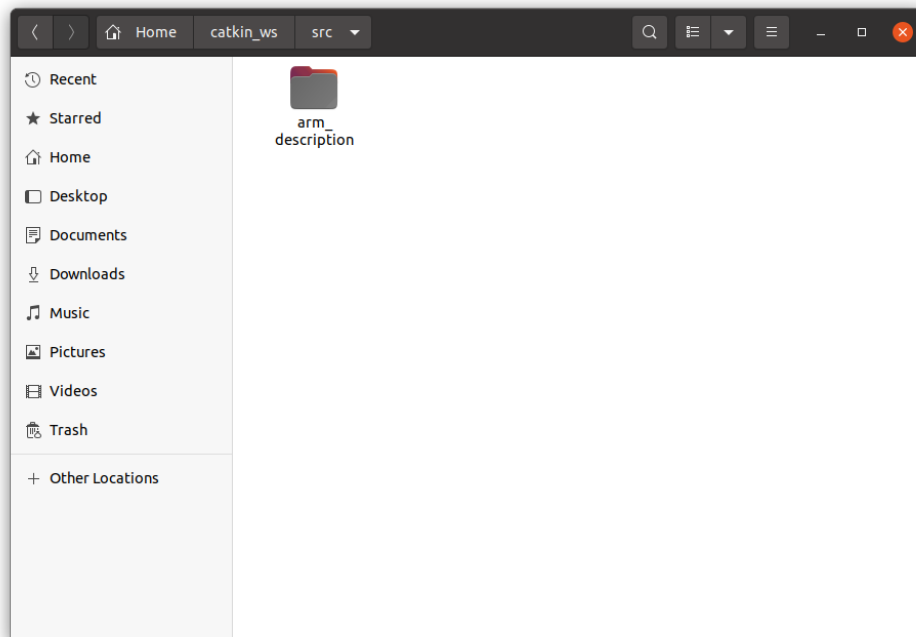 Home catkin_ws src
Recent
Starred
Home
Desktop
Documents
Downloads
Music
Pictures
Videos
Trash
Other Locations
arm_
description